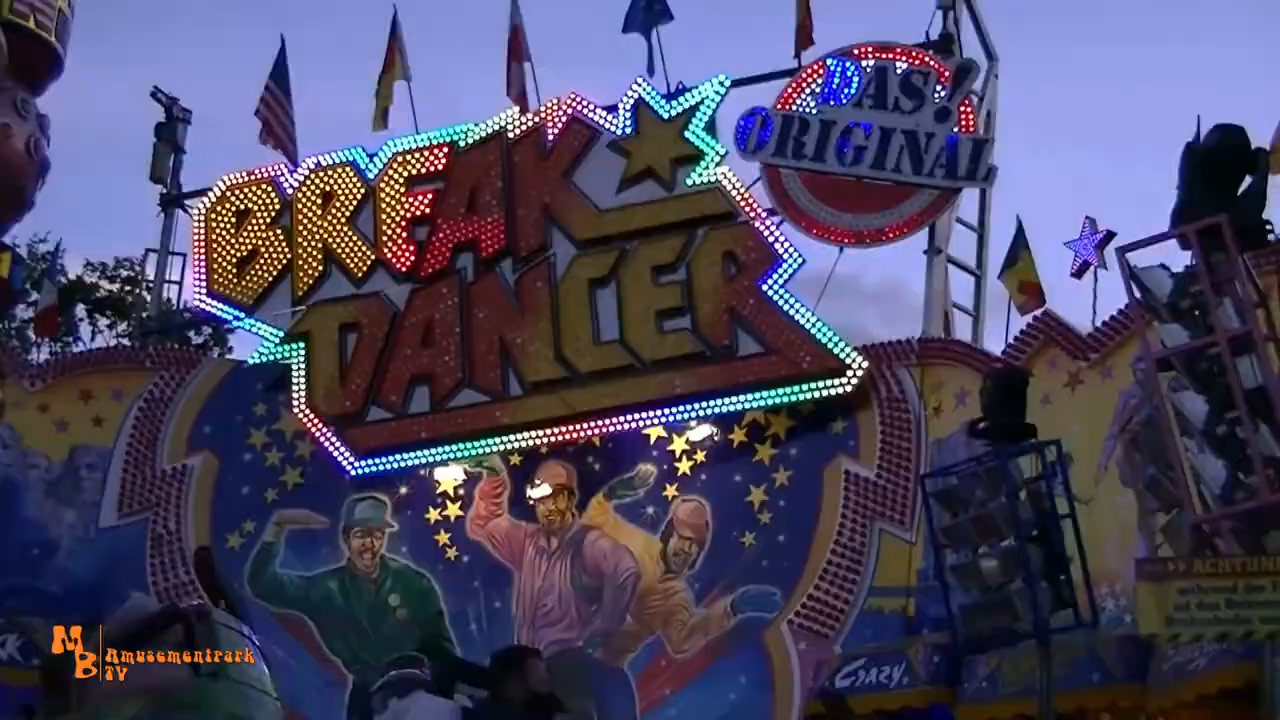 DAS!
ORIGINAL
BREAK
DANCER
ACHTUNG
CRAZY.
MB
Amusementpark
TV